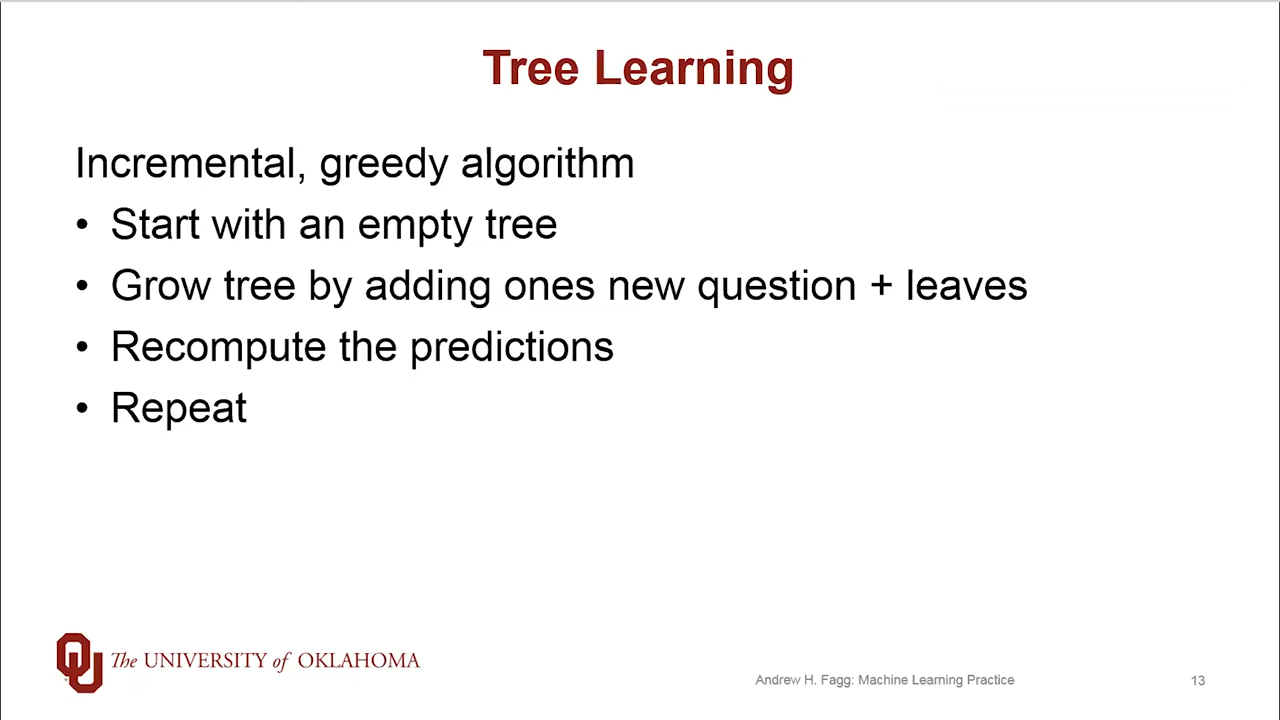 Tree Learning
Incremental, greedy algorithm
• Start with an empty tree
• Grow tree by adding ones new question + leaves
• Recompute the predictions
• Repeat
OU The UNIVERSITY of OKLAHOMA
Andrew H. Fagg: Machine Learning Practice
13